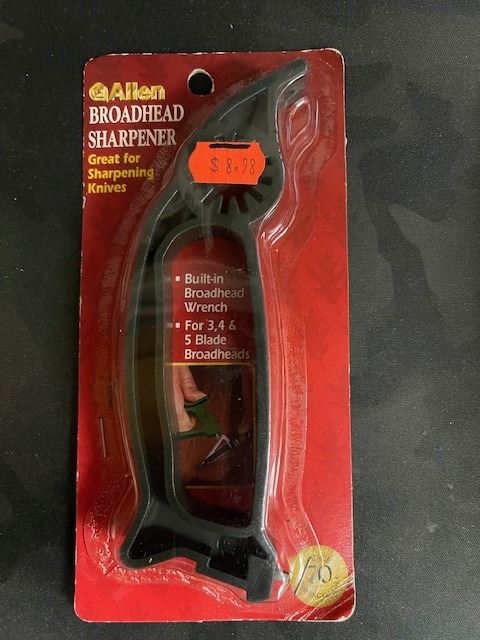 Allen
BROADHEAD
SHARPENER
Great for
Sharpening
Knives
$8.98
▪ Built-in
Broadhead
Wrench
▪ For 3,4 &
5 Blade
Broadheads